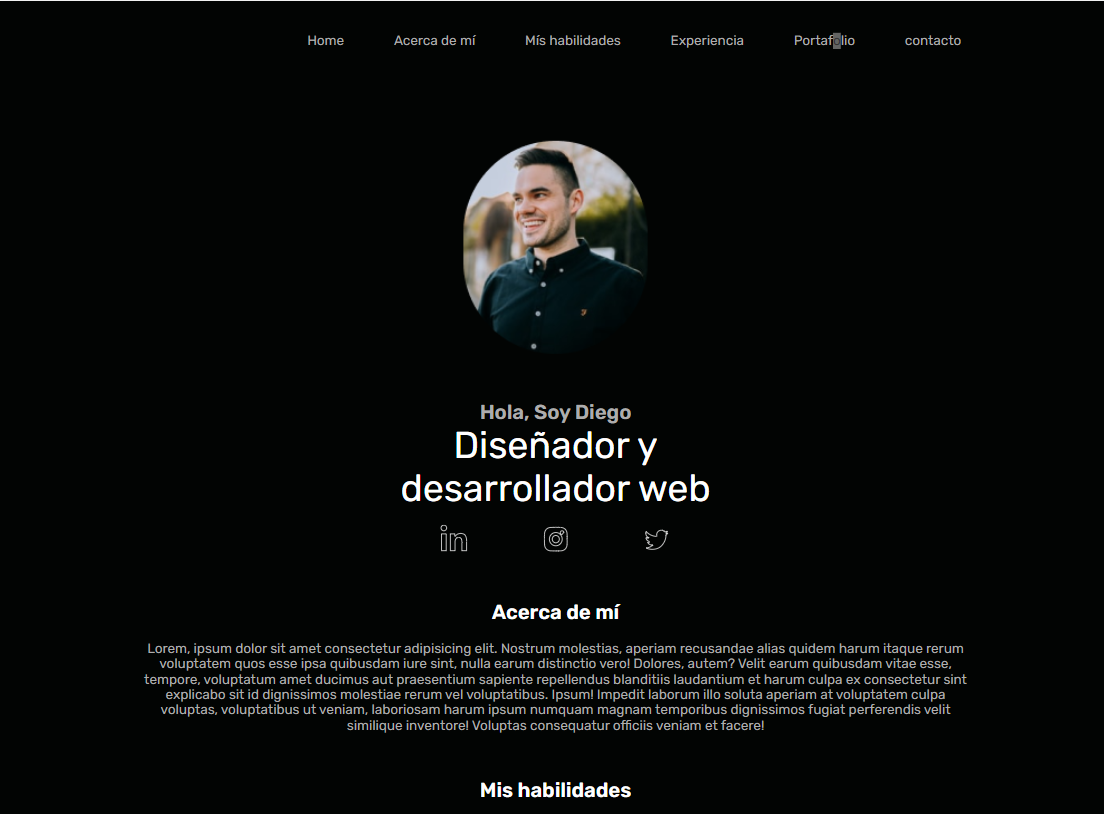 Home Acerca de mí Mís habilidades Experiencia Portafolio contacto
Hola, Soy Diego
Diseñador y
desarrollador web
in
Acerca de mí
Lorem, ipsum dolor sit amet consectetur adipisicing elit. Nostrum molestias, aperiam recusandae alias quidem harum itaque rerum
voluptatem quos esse ipsa quibusdam iure sint, nulla earum distinctio vero! Dolores, autem? Velit earum quibusdam vitae esse,
tempore, voluptatum amet ducimus aut praesentium sapiente repellendus blanditiis laudantium et harum culpa ex consectetur sint
explicabo sit id dignissimos molestiae rerum vel voluptatibus. Ipsum! Impedit laborum illo soluta aperiam at voluptatem culpa
voluptas, voluptatibus ut veniam, laboriosam harum ipsum numquam magnam temporibus dignissimos fugiat perferendis velit
similique inventore! Voluptas consequatur officiis veniam et facere!
Mis habilidades